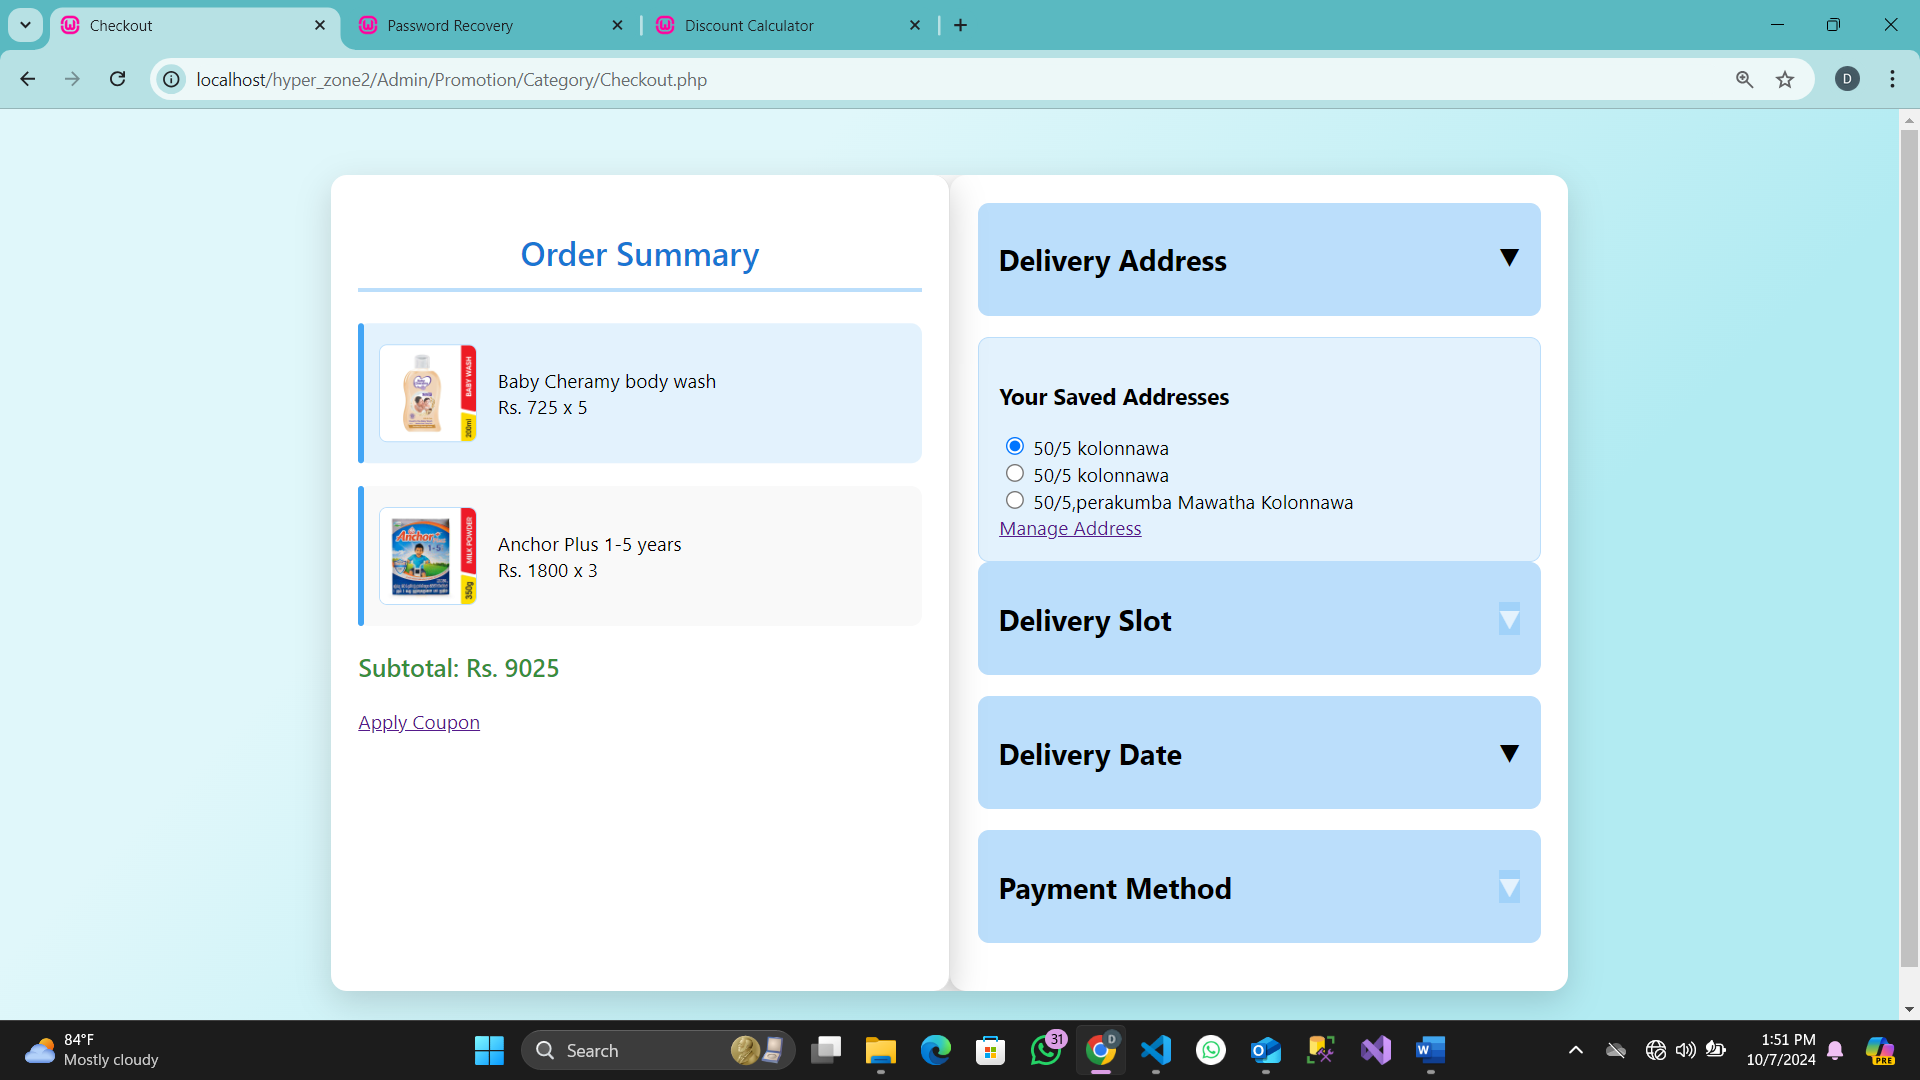 Checkout
Password Recovery
Discount Calculator
localhost/hyper_zone2/Admin/Promotion/Category/Checkout.php
D
Order Summary
BABY WASH
200ml
Baby Cheramy body wash
Rs. 725 x 5
Anchor
1-5
MILK POWDER
350g
Anchor Plus 1-5 years
Rs. 1800 x 3
Subtotal: Rs. 9025
Apply Coupon
Delivery Address
Your Saved Addresses
50/5 kolonnawa
50/5 kolonnawa
50/5,perakumba Mawatha Kolonnawa
Manage Address
Delivery Slot
Delivery Date
Payment Method
84°F
Mostly cloudy
Search
31
D
1:51 PM
10/7/2024
PRE